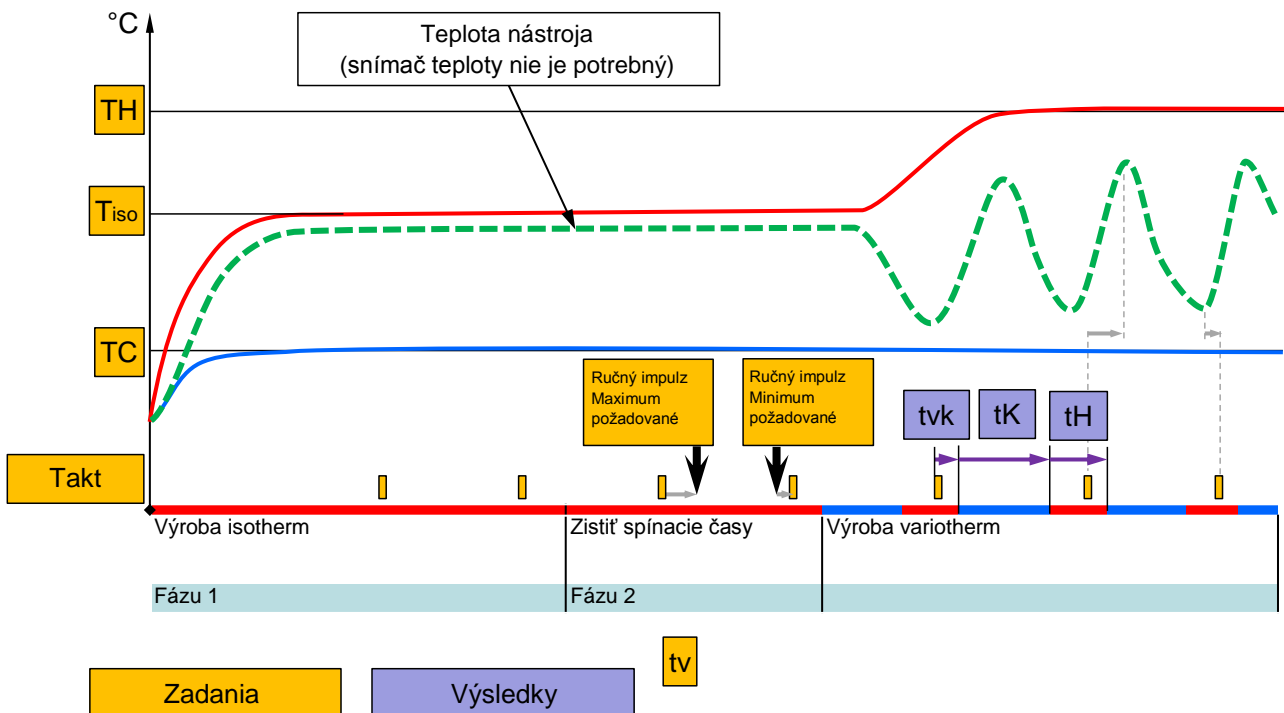 °C
Teplota nástroja
(snímač teploty nie je potrebný)
TH
Tiso
TC
Ručný impulz
Maximum
požadované
Ručný impulz
Minimum
požadované
tvk
tK
tH
Takt
Výroba isotherm
Zistiť spínacie časy
Výroba variotherm
Fázu 1
Fázu 2
tv
Zadania
Výsledky